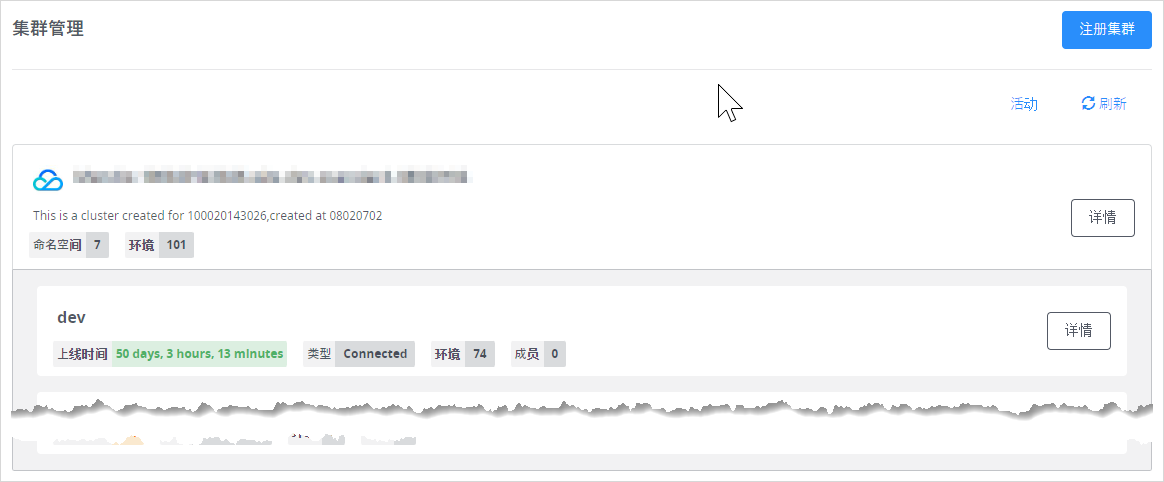 集群管理
注册集群
活动
刷新
This is a cluster created for 100020143026,created at 08020702
详情
命名空间 7 环境 101
dev
详情
上线时间 50 days, 3 hours, 13 minutes 类型 Connected 环境 74 成员 0